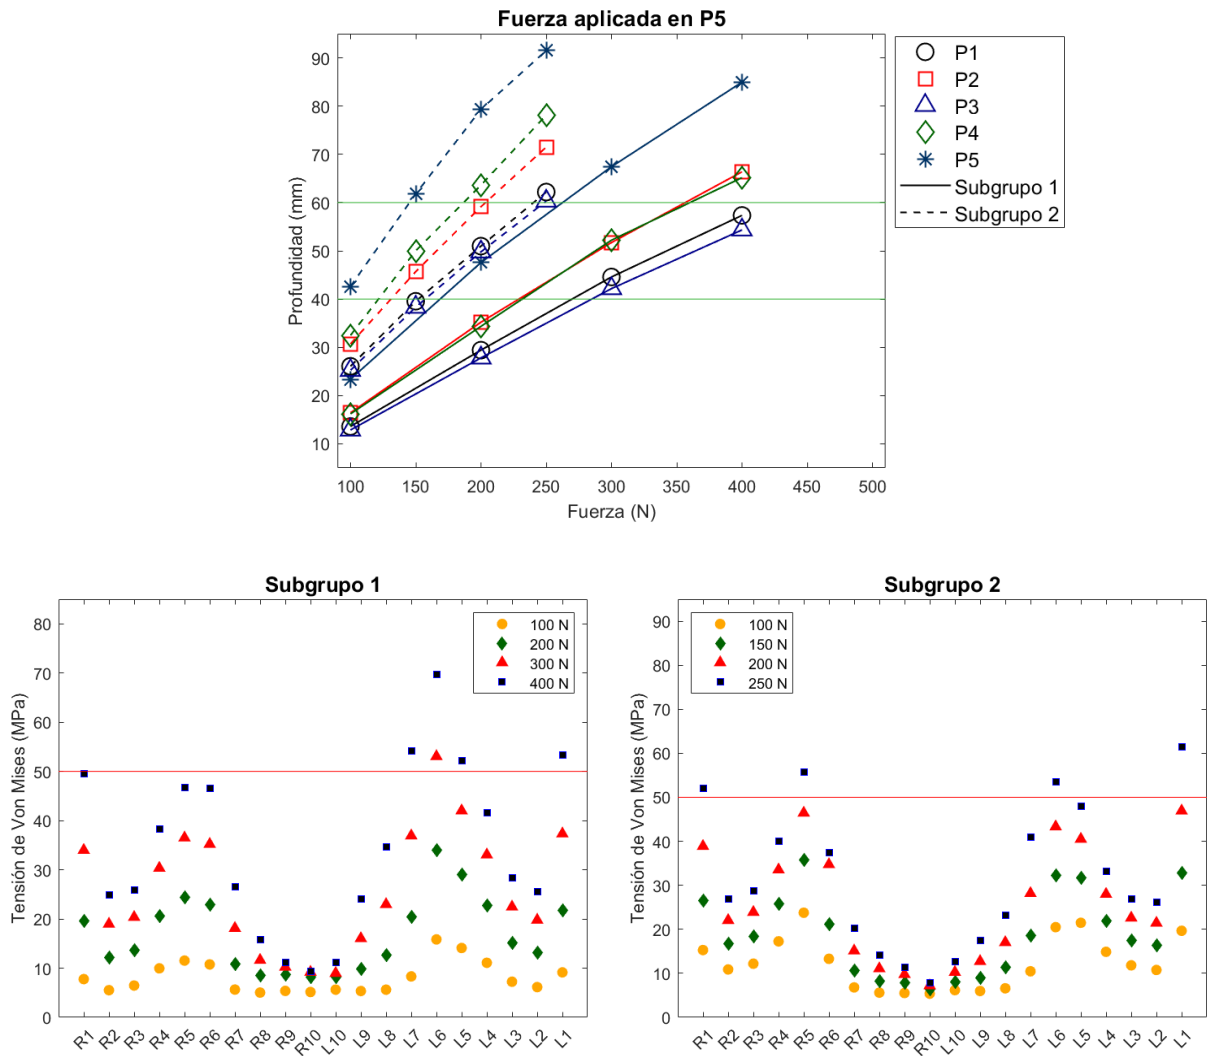 Fuerza aplicada en P5
Profundidad (mm)
90
80
70
60
50
40
30
20
10
100 150 200 250 300 350 400 450 500
Fuerza (N)
P1
P2
P3
P4
P5
Subgrupo 1
Subgrupo 2
Subgrupo 1
Tensión de Von Mises (MPa)
80
70
60
50
40
30
20
10
0
100 N
200 N
300 N
400 N
R1 R2 R3 R4 R5 R6 R7 R8 R9 R10 L10 L9 L8 L7 L6 L5 L4 L3 L2 L1
Subgrupo 2
Tensión de Von Mises (MPa)
90
80
70
60
50
40
30
20
10
0
100 N
150 N
200 N
250 N
R1 R2 R3 R4 R5 R6 R7 R8 R9 R10 L10 L9 L8 L7 L6 L5 L4 L3 L2 L1